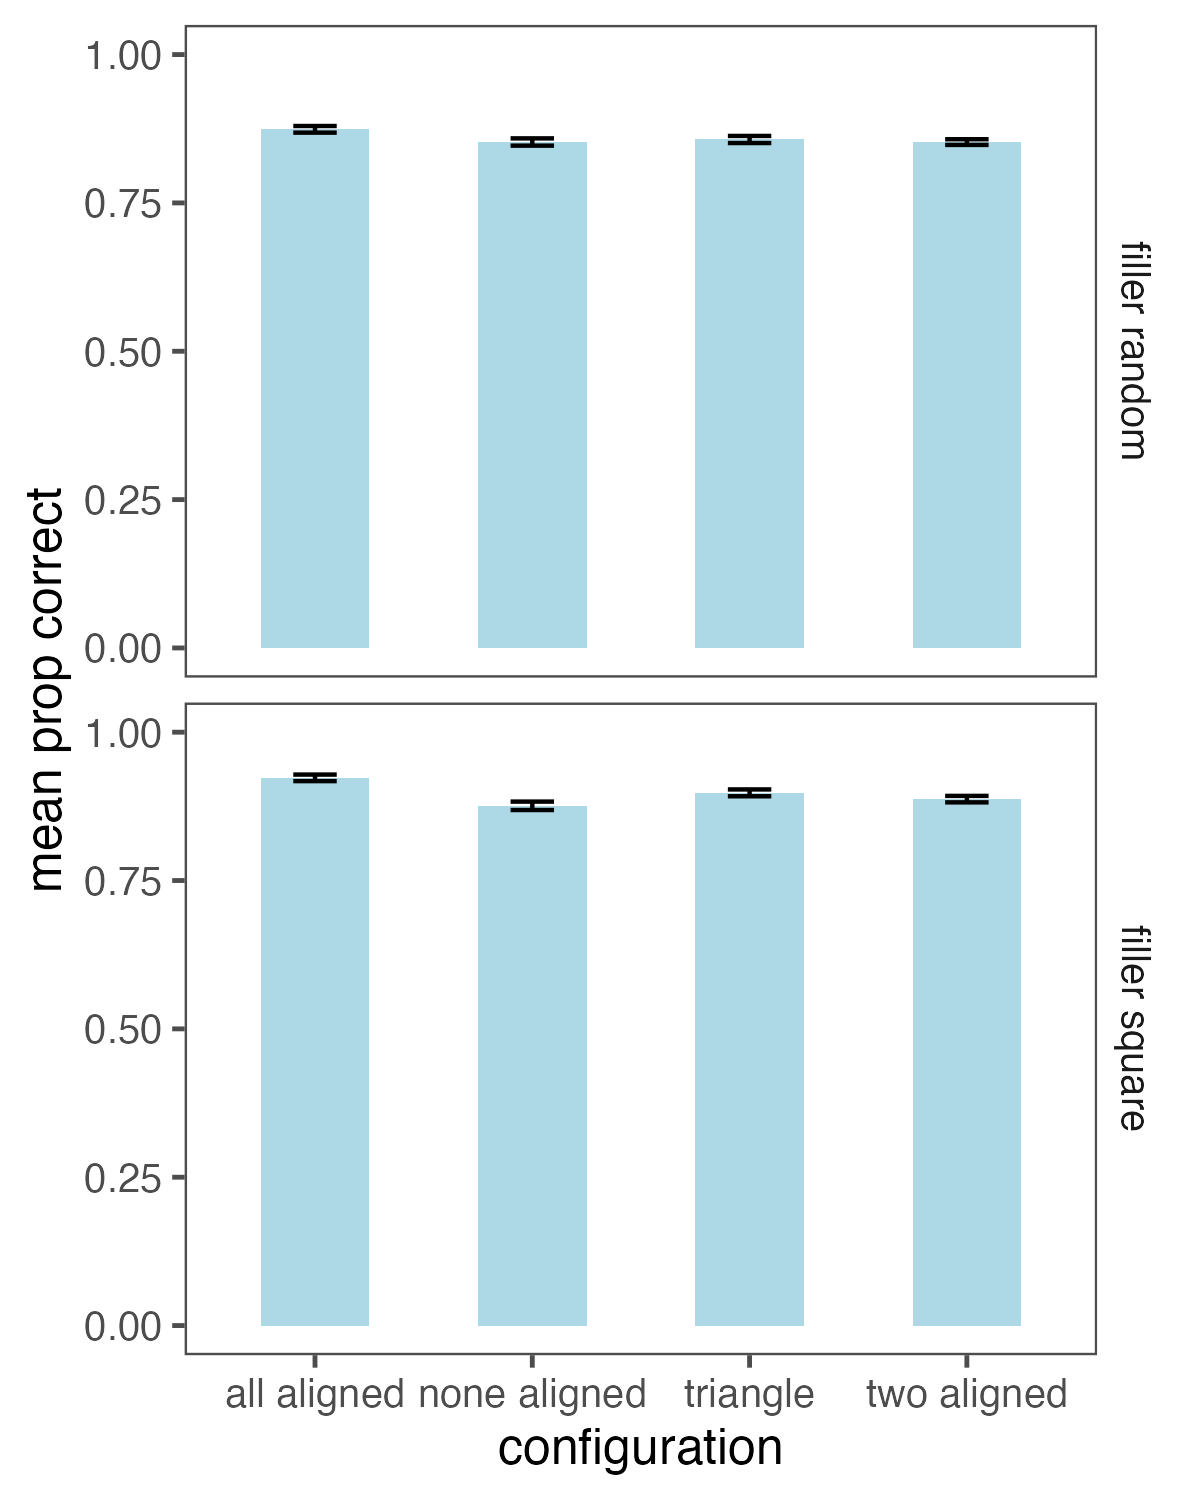 mean prop correct
1.00
0.75
0.50
0.25
0.00
filler random
1.00
0.75
0.50
0.25
0.00
filler square
all aligned none aligned triangle two aligned
configuration